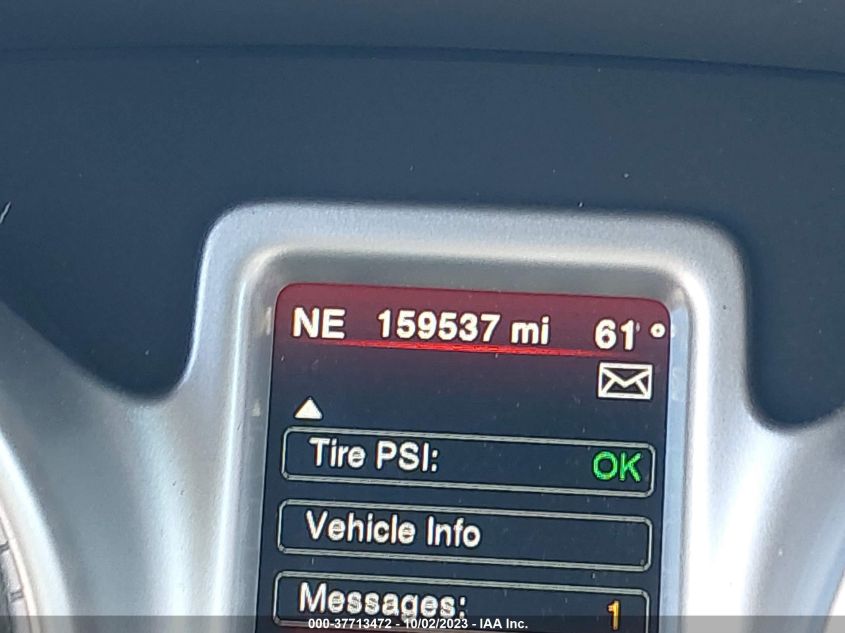 NE 159537 mi 61°
Tire PSI: OK
Vehicle Info
Messages: 1
000-37713472 - 10/02/2023 - IAA Inc.